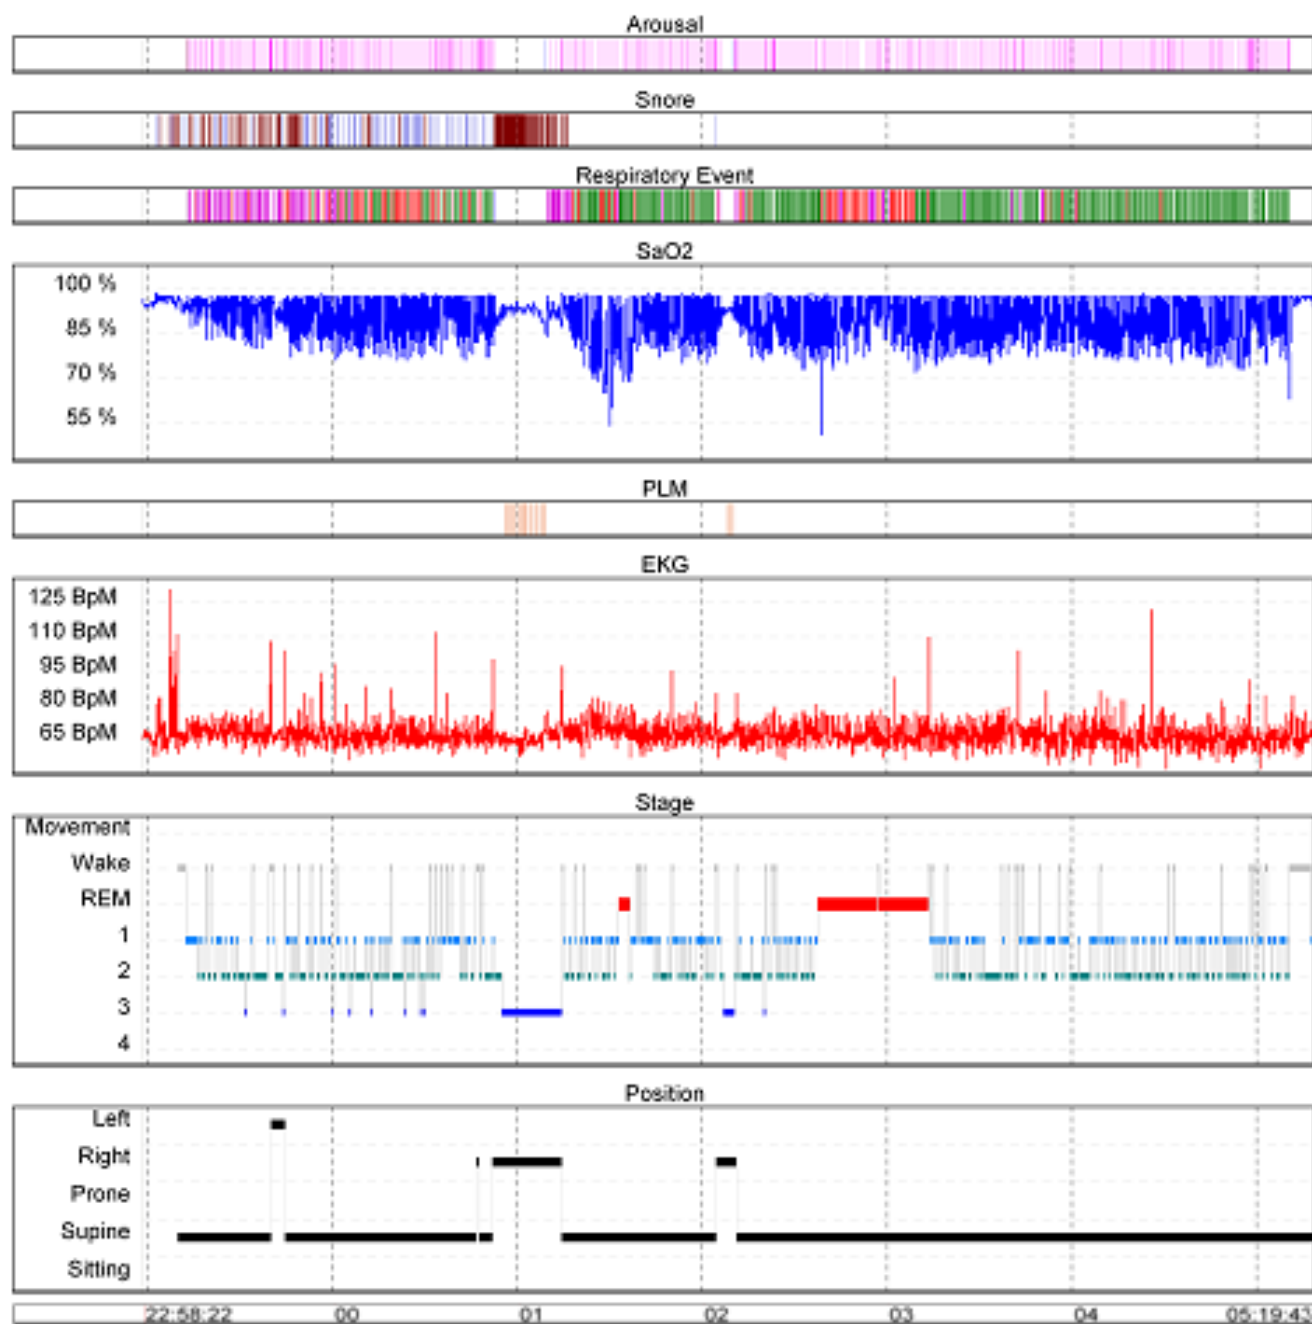 Arousal
Snore
Respiratory Event
SaO2
100 %
85 %
70 %
55 %
PLM
EKG
125 BpM
110 BpM
95 BpM
80 BpM
65 BpM
Stage
Movement
Wake
REM
1
2
3
4
Position
Left
Right
Prone
Supine
Sitting
22:58:22 00 01 02 03 04 05:19:43